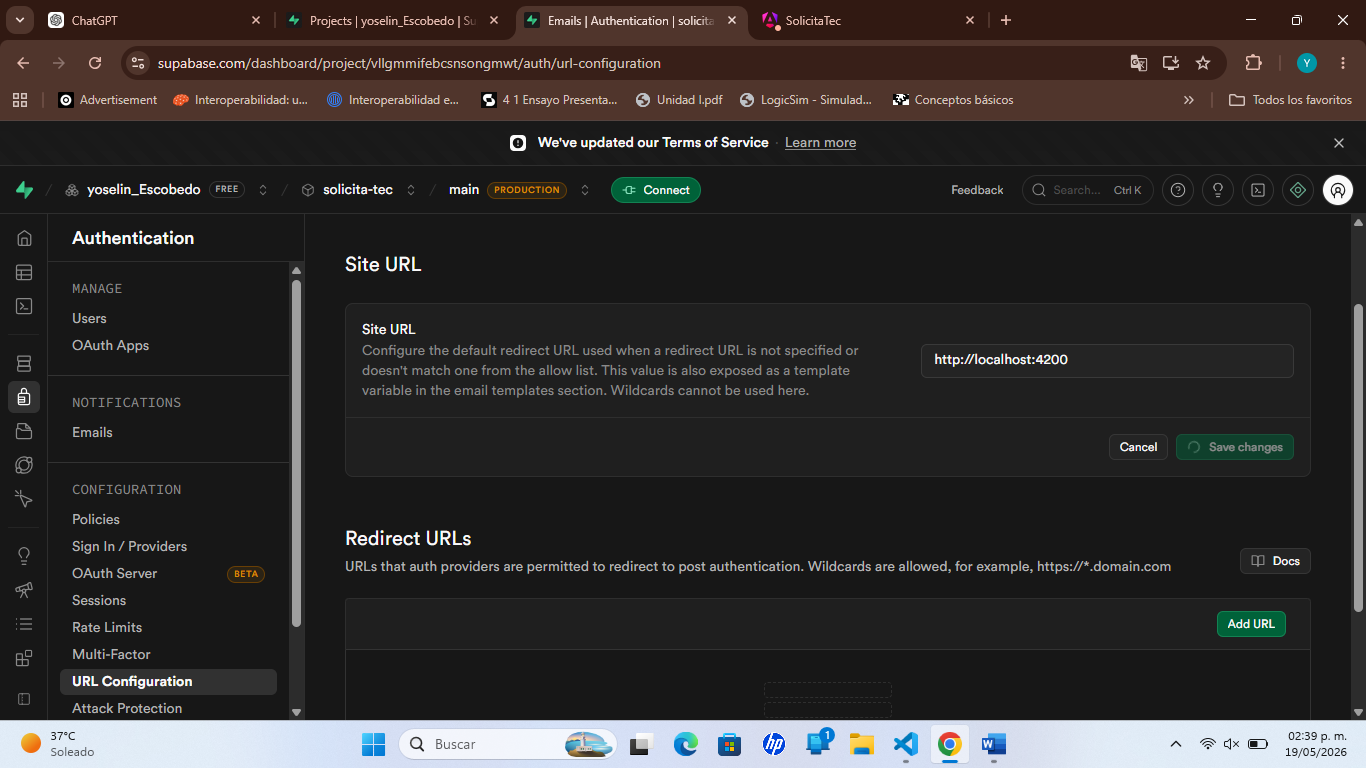 ChatGPT
Projects | yoselin_Escobedo | Su
Emails | Authentication | solicita
SolicitaTec
supabase.com/dashboard/project/vllgmmifebcsnsongmwt/auth/url-configuration
Y
Advertisement
Interoperabilidad: u...
Interoperabilidad e...
4 1 Ensayo Presenta...
Unidad I.pdf
LogicSim - Simulad...
Conceptos básicos
Todos los favoritos
We've updated our Terms of Service · Learn more
yoselin_Escobedo FREE
solicita-tec
main PRODUCTION
Connect
Feedback
Search... Ctrl K
Authentication
MANAGE
Users
OAuth Apps
NOTIFICATIONS
Emails
CONFIGURATION
Policies
Sign In / Providers
OAuth Server BETA
Sessions
Rate Limits
Multi-Factor
URL Configuration
Attack Protection
Site URL
Site URL
Configure the default redirect URL used when a redirect URL is not specified or
doesn't match one from the allow list. This value is also exposed as a template
variable in the email templates section. Wildcards cannot be used here.
http://localhost:4200
Cancel
Save changes
Redirect URLs
URLs that auth providers are permitted to redirect to post authentication. Wildcards are allowed, for example, https://*.domain.com
Docs
Add URL
37°C
Soleado
Buscar
1
02:39 p. m.
19/05/2026